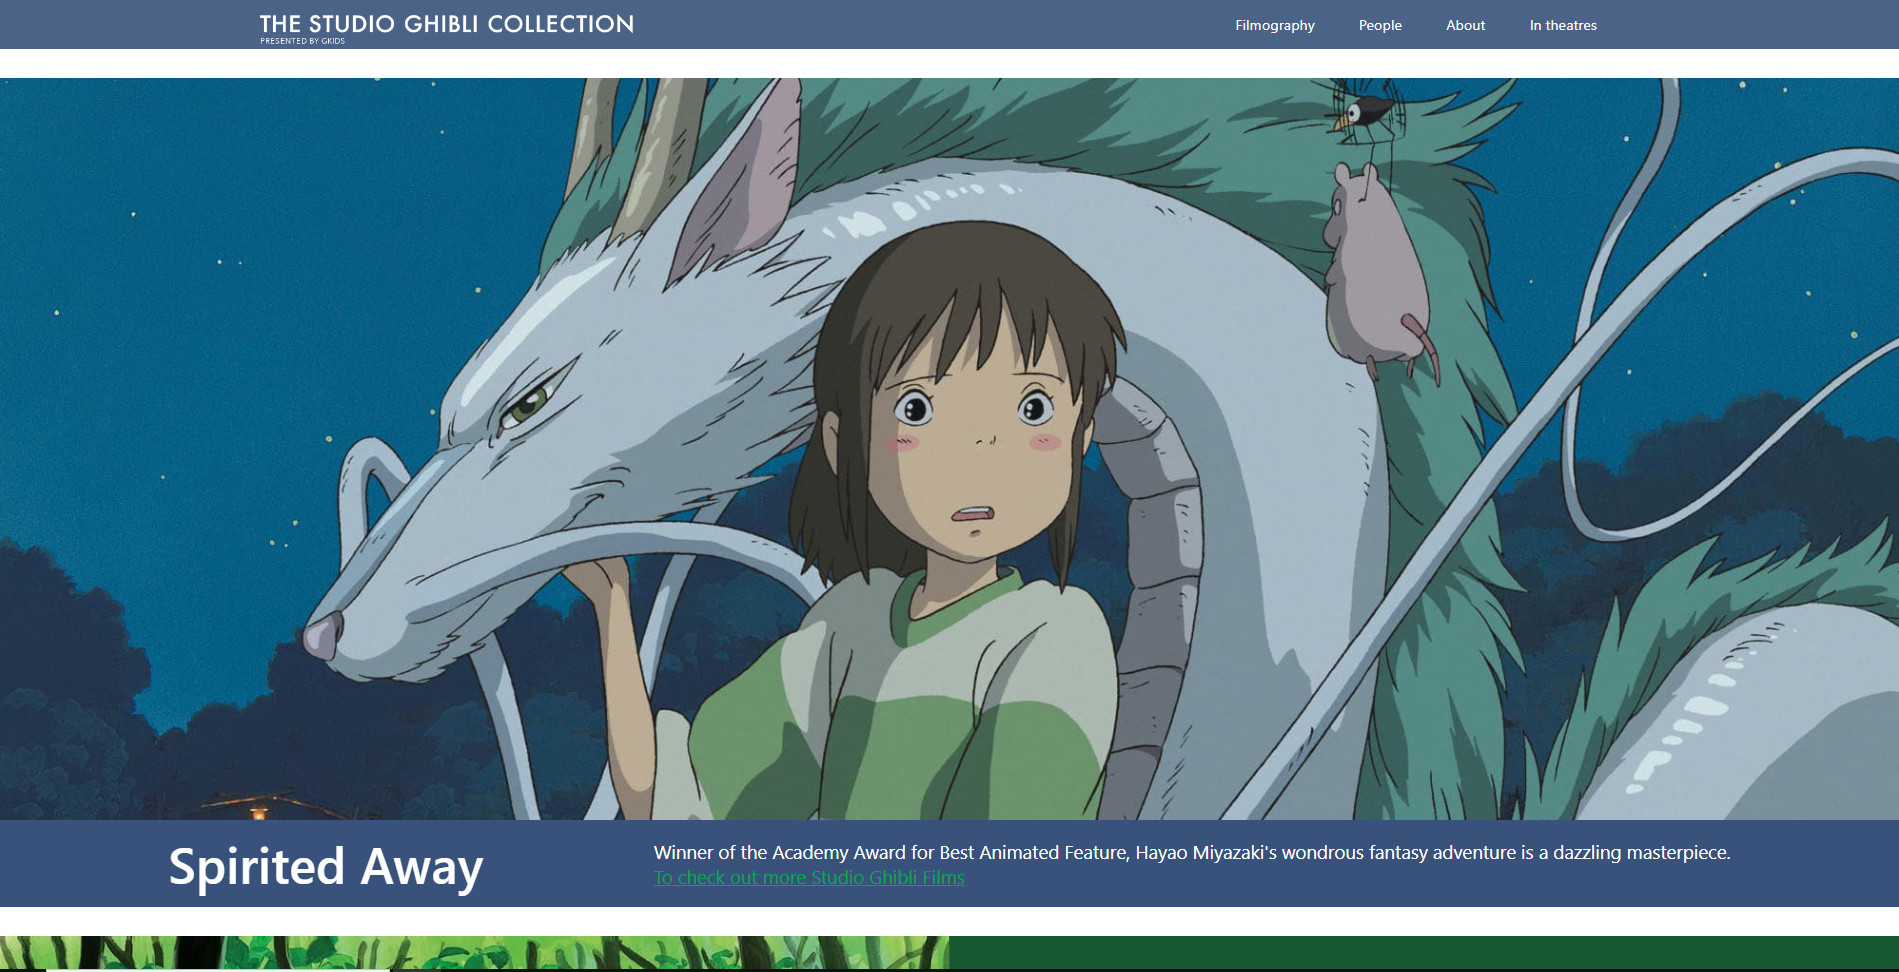 THE STUDIO GHIBLI COLLECTION
PRESENTED BY GKIDS
Filmography People About In theatres
Spirited Away
Winner of the Academy Award for Best Animated Feature, Hayao Miyazaki's wondrous fantasy adventure is a dazzling masterpiece.
To check out more Studio Ghibli Films